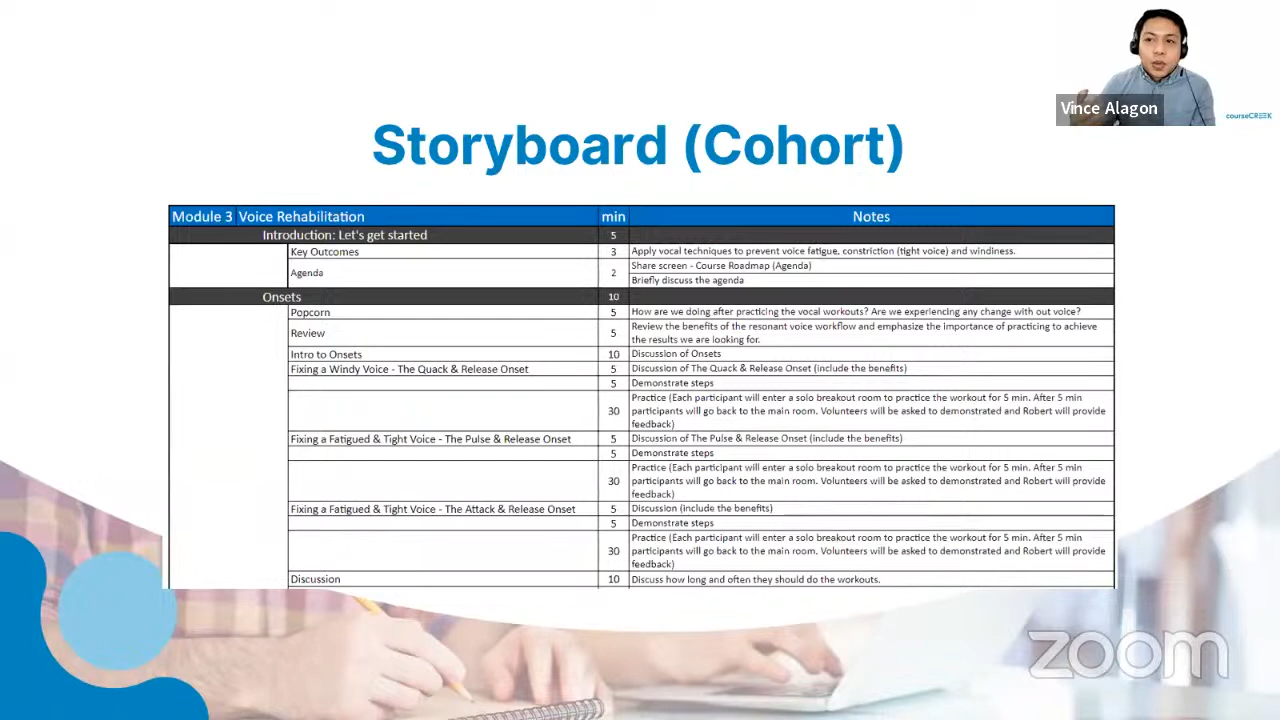 Vince Alagon
courseCREEK
Storyboard (Cohort)
Module 3 Voice Rehabilitation min Notes
Introduction: Let's get started 5
Key Outcomes 3 Apply vocal techniques to prevent voice fatigue, constriction (tight voice) and windiness.
Agenda 2 Share screen - Course Roadmap (Agenda)
Briefly discuss the agenda
Onsets 10
Popcorn 5 How are we doing after practicing the vocal workouts? Are we experiencing any change with out voice?
Review 5 Review the benefits of the resonant voice workflow and emphasize the importance of practicing to achieve
the results we are looking for.
Intro to Onsets 10 Discussion of Onsets
Fixing a Windy Voice - The Quack & Release Onset 5 Discussion of The Quack & Release Onset (include the benefits)
5 Demonstrate steps
30 Practice (Each participant will enter a solo breakout room to practice the workout for 5 min. After 5 min
participants will go back to the main room. Volunteers will be asked to demonstrated and Robert will provide
feedback)
Fixing a Fatigued & Tight Voice - The Pulse & Release Onset 5 Discussion of The Pulse & Release Onset (include the benefits)
5 Demonstrate steps
30 Practice (Each participant will enter a solo breakout room to practice the workout for 5 min. After 5 min
participants will go back to the main room. Volunteers will be asked to demonstrated and Robert will provide
feedback)
Fixing a Fatigued & Tight Voice - The Attack & Release Onset 5 Discussion (include the benefits)
5 Demonstrate steps
30 Practice (Each participant will enter a solo breakout room to practice the workout for 5 min. After 5 min
participants will go back to the main room. Volunteers will be asked to demonstrated and Robert will provide
feedback)
Discussion 10 Discuss how long and often they should do the workouts.
zoom